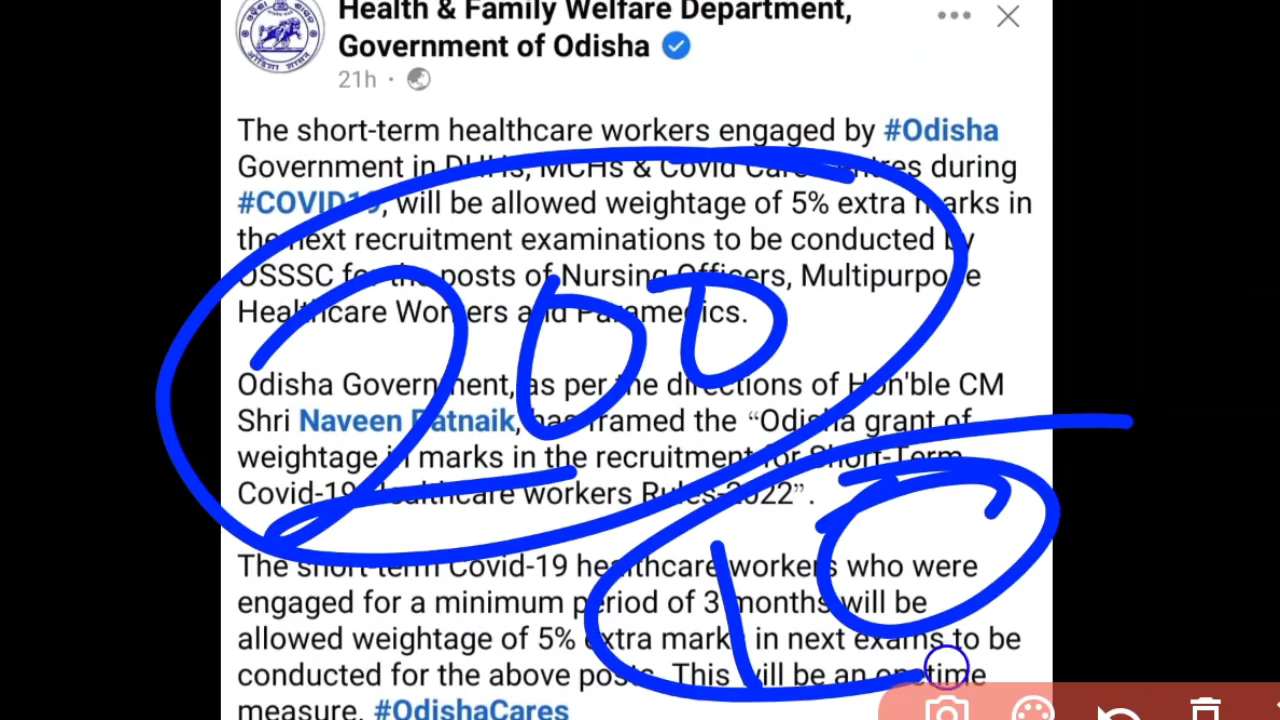 Health & Family Welfare Department,
Government of Odisha
21h ·
The short-term healthcare workers engaged by #Odisha
Government in DHHs, MCHs & Covid Care Centres during
#COVID19, will be allowed weightage of 5% extra marks in
the next recruitment examinations to be conducted by
OSSSC for the posts of Nursing Officers, Multipurpose
Healthcare Workers and Paramedics.
200
Odisha Government, as per the directions of Hon'ble CM
Shri Naveen Patnaik, has framed the “Odisha grant of
weightage in marks in the recruitment for Short-Term
Covid-19 Healthcare workers Rules-2022”.
10
The short term Covid-19 healthcare workers who were
engaged for a minimum period of 3 months will be
allowed weightage of 5% extra marks in next exams to be
conducted for the above posts. This will be an one time
measure. #OdishaCares